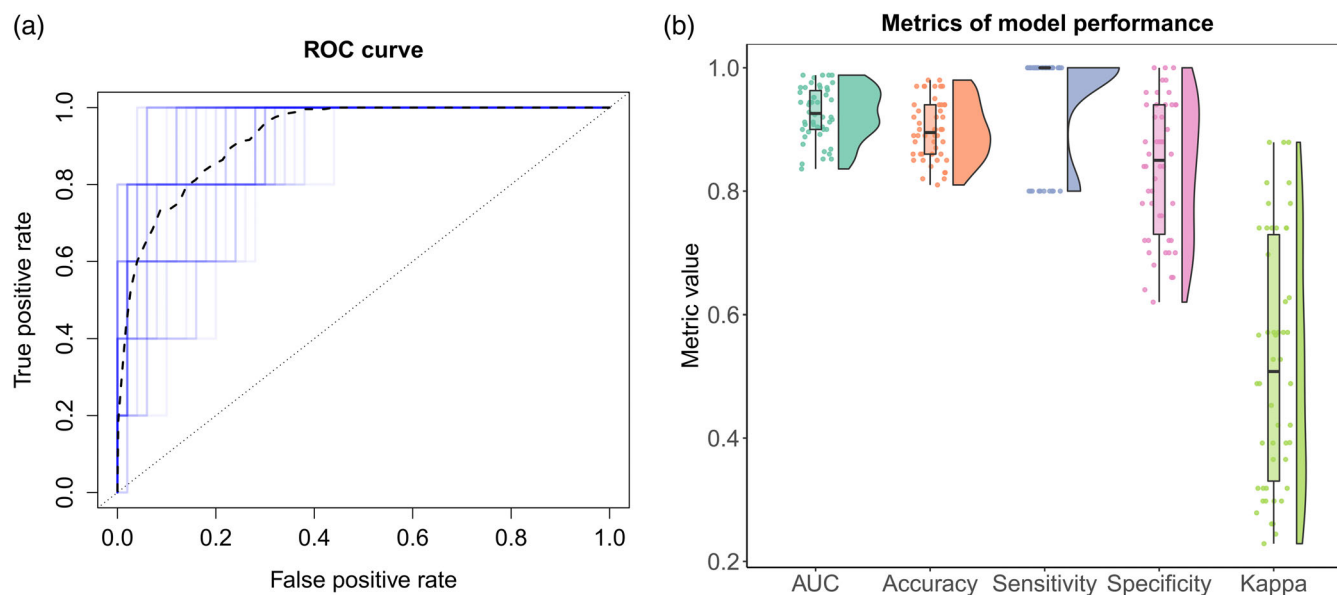 (a)
ROC curve
True positive rate
1.0
0.8
0.6
0.4
0.2
0.0
0.0 0.2 0.4 0.6 0.8 1.0
False positive rate
(b)
Metrics of model performance
Metric value
1.0
0.8
0.6
0.4
0.2
AUC Accuracy Sensitivity Specificity Kappa